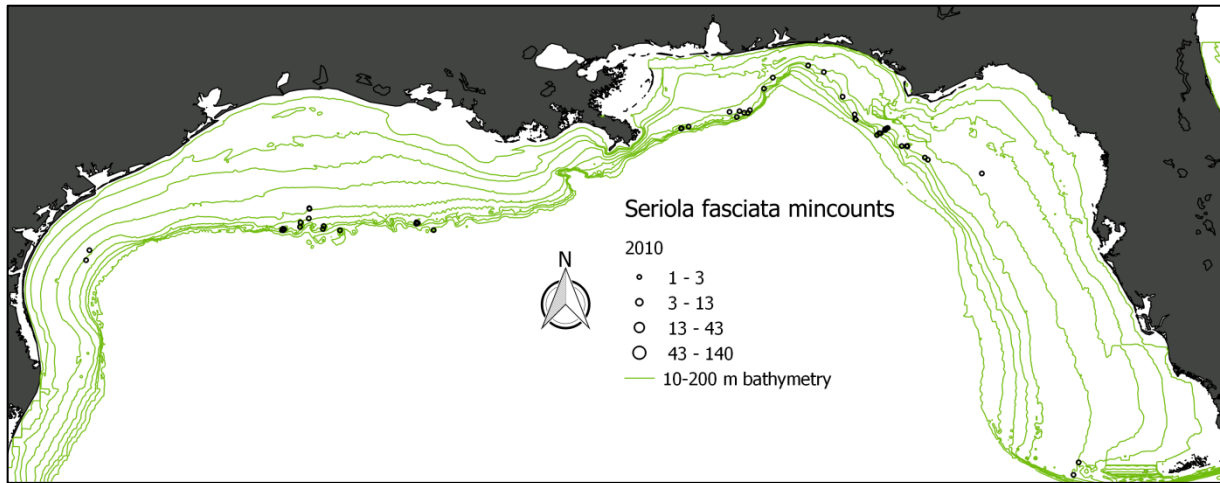 Seriola fasciata mincounts
2010
1 - 3
3 - 13
13 - 43
43 - 140
10-200 m bathymetry
N